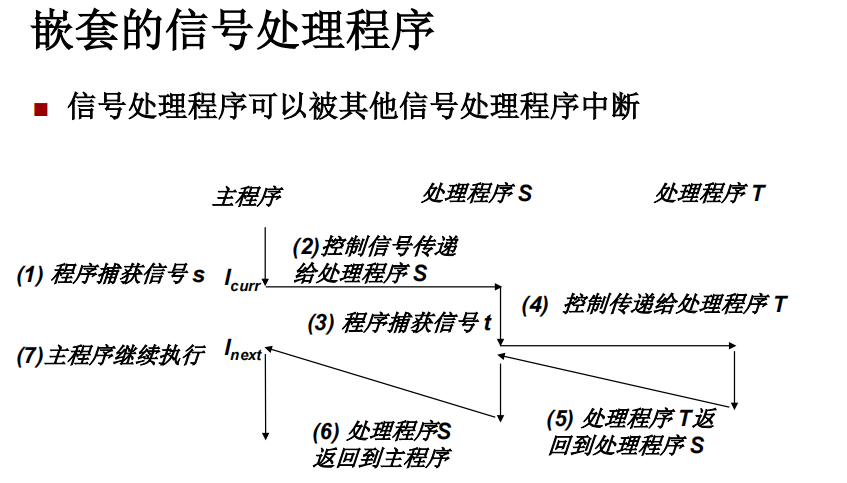 嵌套的信号处理程序
信号处理程序可以被其他信号处理程序中断
主程序
处理程序 S
处理程序 T
(1) 程序捕获信号 s
Icurr
(2)控制信号传递
给处理程序 S
(3) 程序捕获信号 t
(4) 控制传递给处理程序 T
(7)主程序继续执行
Inext
(6) 处理程序S
返回到主程序
(5) 处理程序 T返
回到处理程序 S